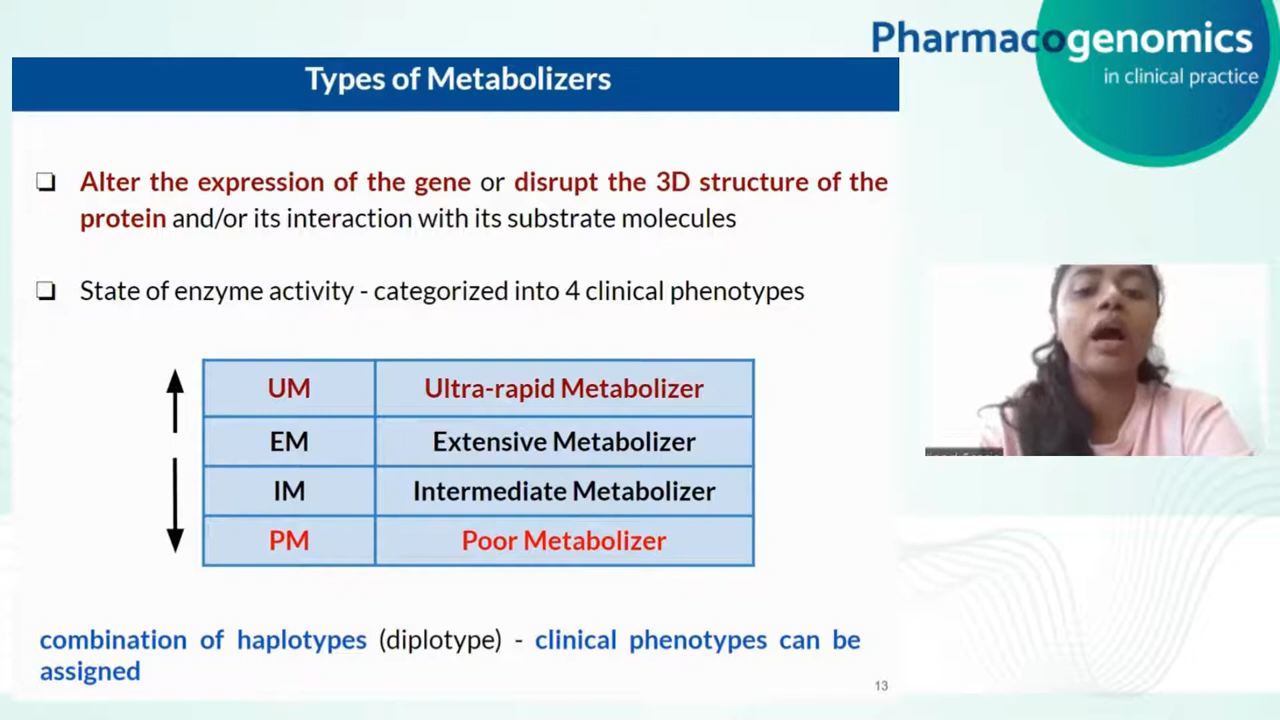 Pharmacogenomics
in clinical practice
Types of Metabolizers
❑ Alter the expression of the gene or disrupt the 3D structure of the
protein and/or its interaction with its substrate molecules
❑ State of enzyme activity - categorized into 4 clinical phenotypes
UM Ultra-rapid Metabolizer
EM Extensive Metabolizer
IM Intermediate Metabolizer
PM Poor Metabolizer
combination of haplotypes (diplotype) - clinical phenotypes can be
assigned
13